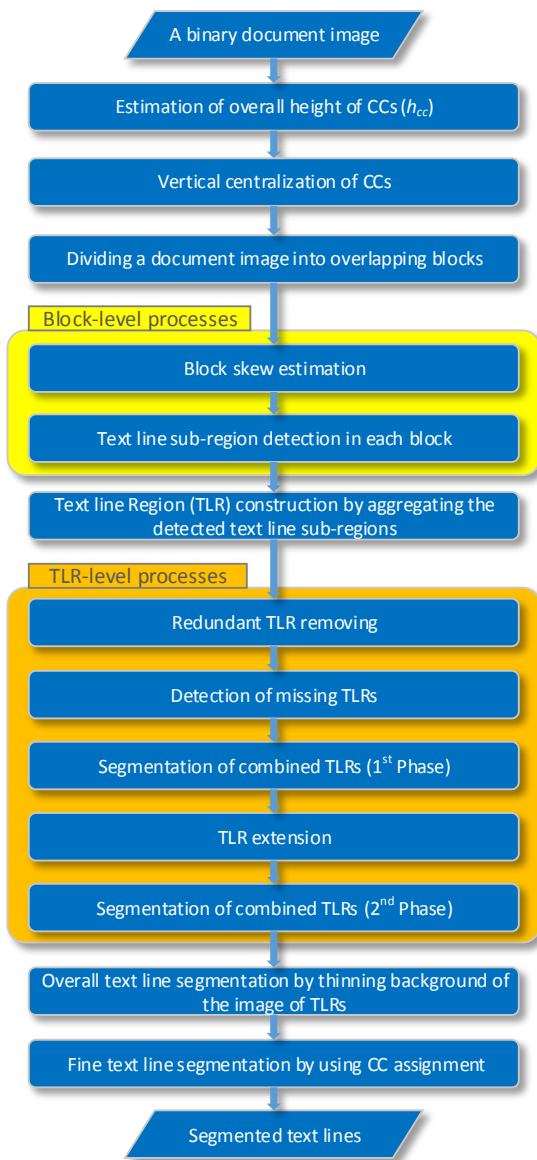 A binary document image
Estimation of overall height of CCs (h_cc)
Vertical centralization of CCs
Dividing a document image into overlapping blocks
Block-level processes
Block skew estimation
Text line sub-region detection in each block
Text line Region (TLR) construction by aggregating the
detected text line sub-regions
TLR-level processes
Redundant TLR removing
Detection of missing TLRs
Segmentation of combined TLRs (1st Phase)
TLR extension
Segmentation of combined TLRs (2nd Phase)
Overall text line segmentation by thinning background of
the image of TLRs
Fine text line segmentation by using CC assignment
Segmented text lines